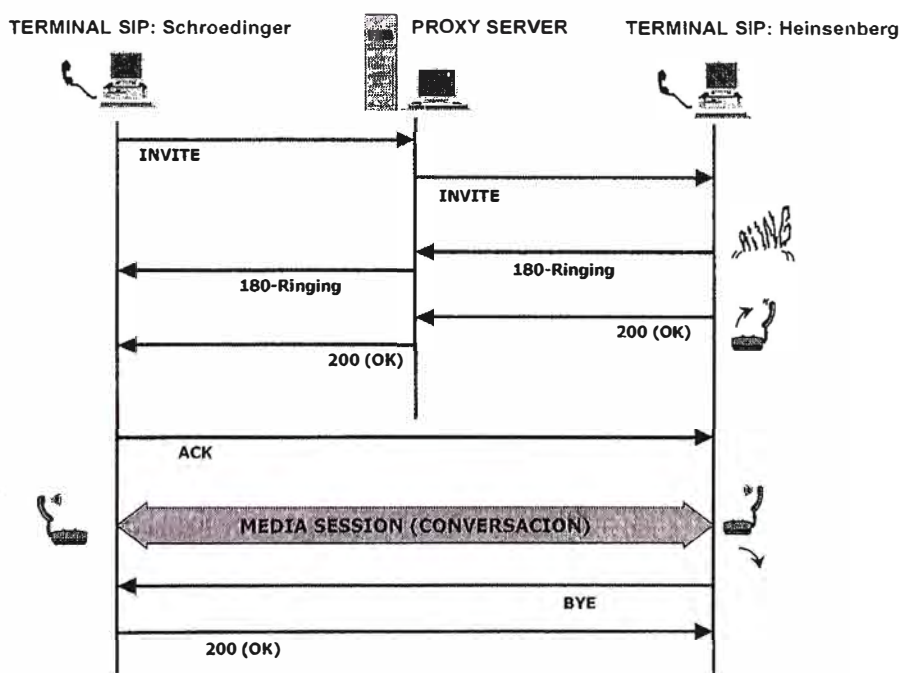 TERMINAL SIP: Schroedinger
PROXY SERVER
TERMINAL SIP: Heinsenberg
INVITE
INVITE
RiING
180-Ringing
180-Ringing
200 (OK)
200 (OK)
ACK
MEDIA SESSION (CONVERSACION)
BYE
200 (OK)